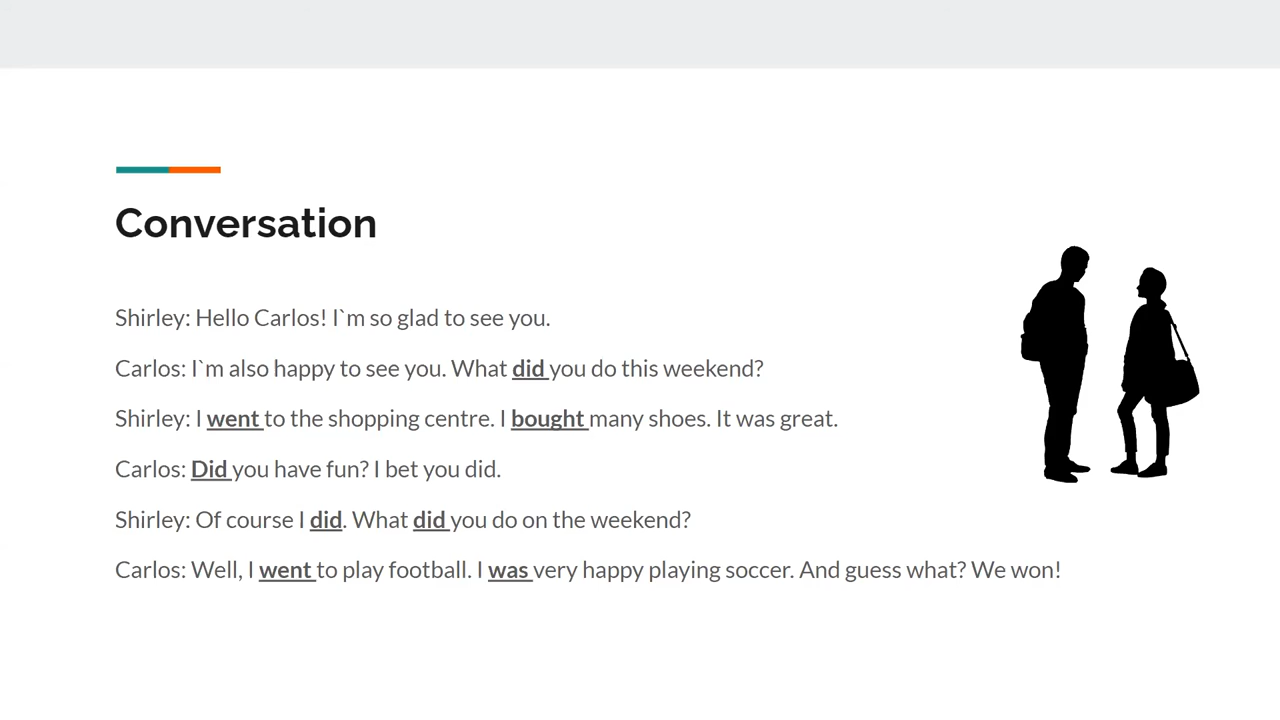 Conversation
Shirley: Hello Carlos! I`m so glad to see you.
Carlos: I`m also happy to see you. What did you do this weekend?
Shirley: I went to the shopping centre. I bought many shoes. It was great.
Carlos: Did you have fun? I bet you did.
Shirley: Of course I did. What did you do on the weekend?
Carlos: Well, I went to play football. I was very happy playing soccer. And guess what? We won!